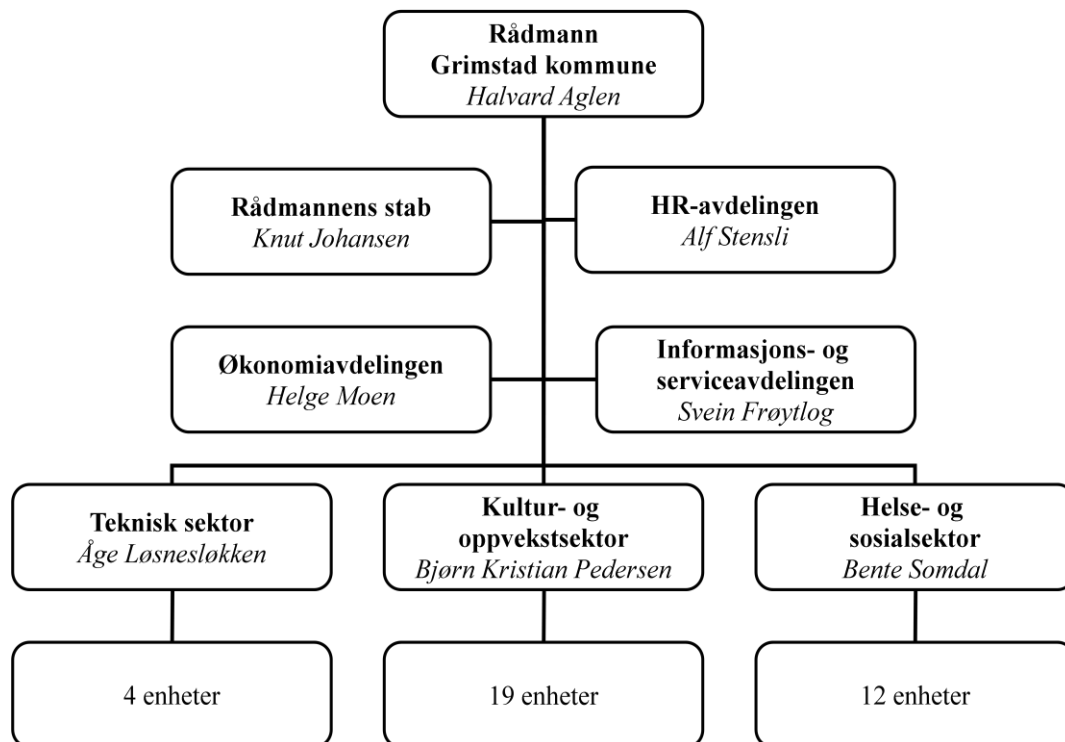 Rådmann
Grimstad kommune
Halvard Aglen
Rådmannens stab
Knut Johansen
HR-avdelingen
Alf Stensli
Økonomiavdelingen
Helge Moen
Informasjons- og
serviceavdelingen
Svein Frøytlog
Teknisk sektor
Åge Løsnesløkken
Kultur- og
oppvekstsektor
Bjørn Kristian Pedersen
Helse- og
sosialsektor
Bente Somdal
4 enheter
19 enheter
12 enheter